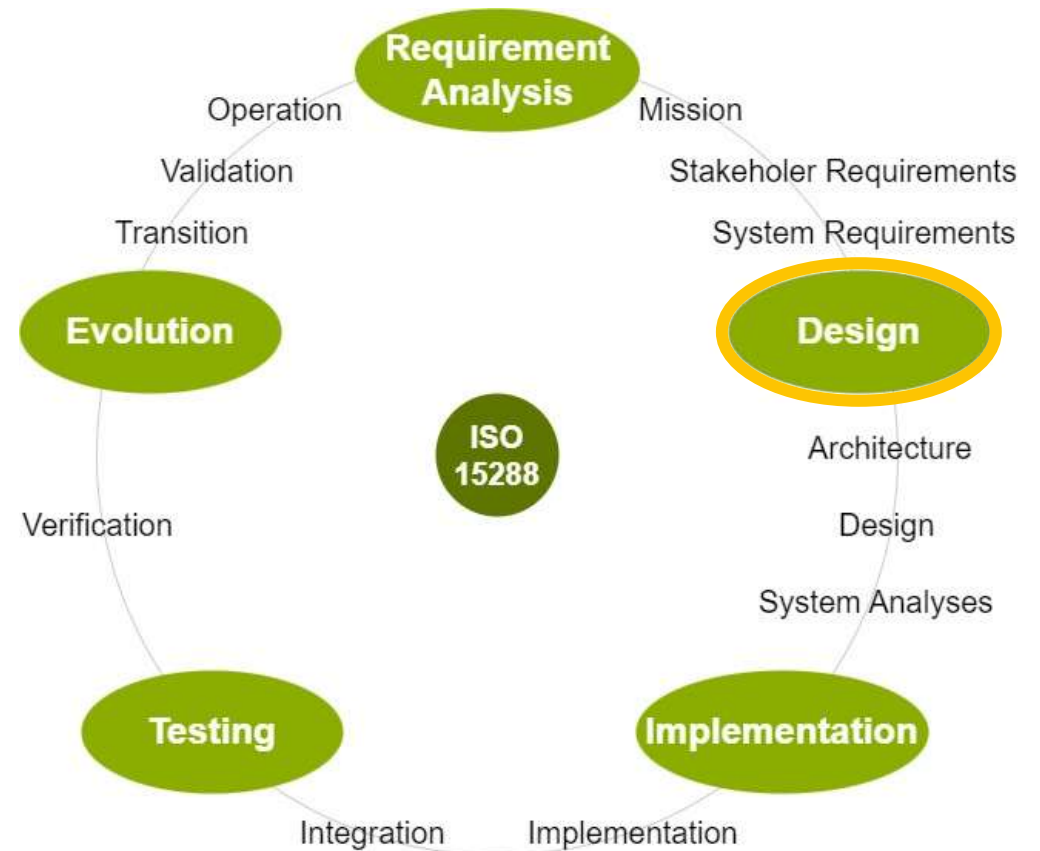 Requirement
Analysis
Operation
Mission
Validation
Stakeholer Requirements
Transition
System Requirements
Evolution
Design
ISO
15288
Architecture
Verification
Design
System Analyses
Testing
Implementation
Integration
Implementation